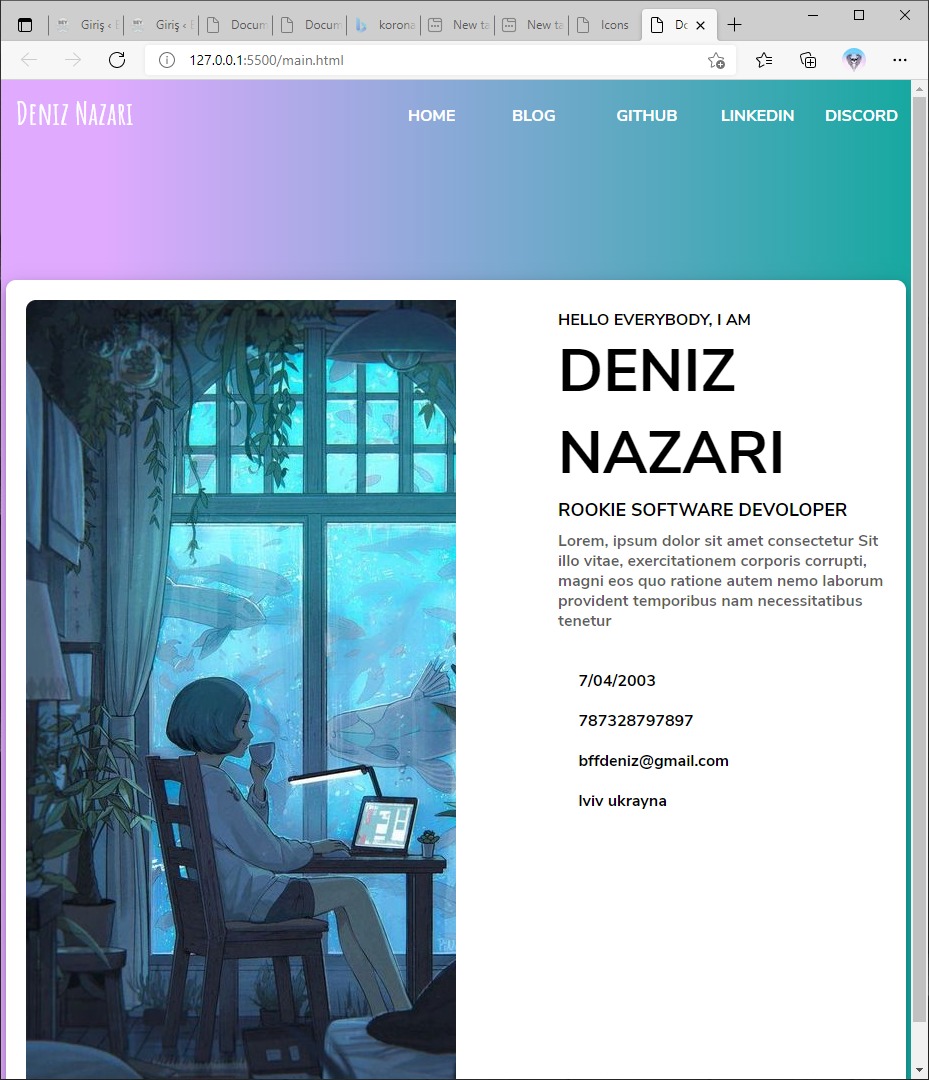 Giriş ‹
Giriş ‹
Docum
Docum
korona
New ta
New ta
Icons
Do
127.0.0.1:5500/main.html
Deniz Nazari
HOME
BLOG
GITHUB
LINKEDIN
DISCORD
HELLO EVERYBODY, I AM
DENIZ
NAZARI
ROOKIE SOFTWARE DEVOLOPER
Lorem, ipsum dolor sit amet consectetur Sit
illo vitae, exercitationem corporis corrupti,
magni eos quo ratione autem nemo laborum
provident temporibus nam necessitatibus
tenetur
7/04/2003
787328797897
bffdeniz@gmail.com
lviv ukrayna